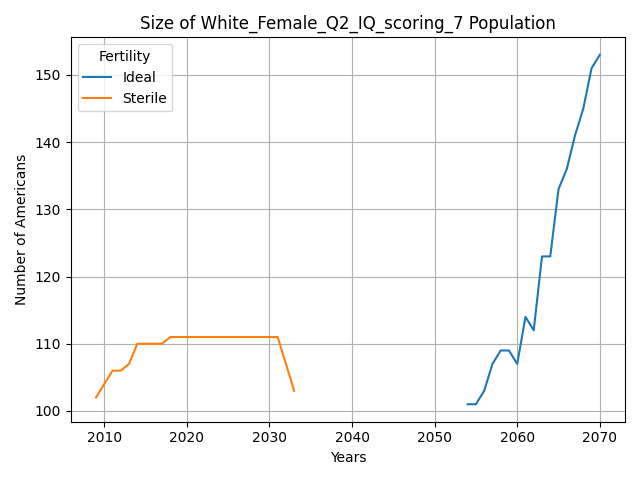 Size of White_Female_Q2_IQ_scoring_7 Population
Fertility
Ideal
Sterile
Number of Americans
150
140
130
120
110
100
2010
2020
2030
2040
2050
2060
2070
Years